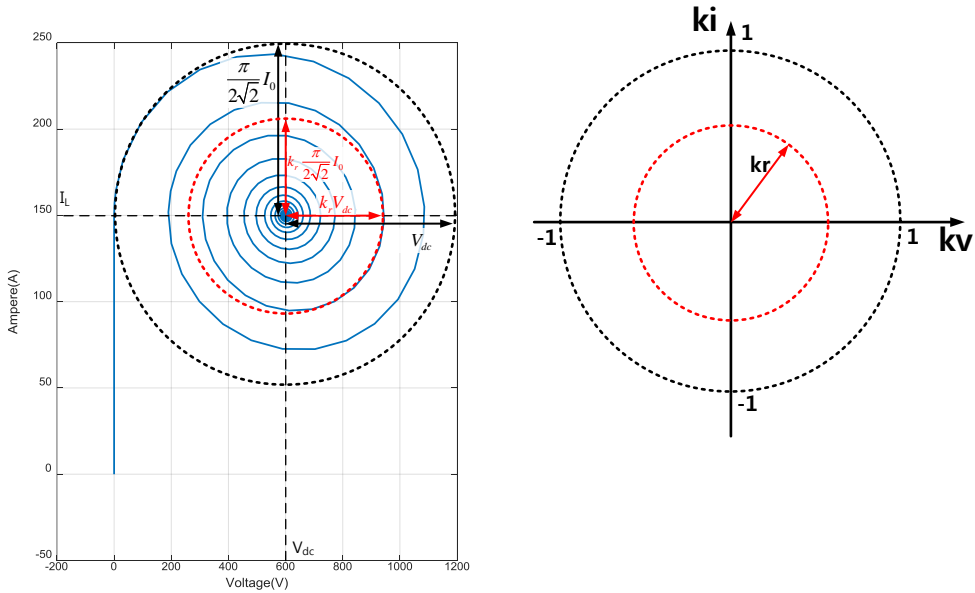 250
200
150
100
50
0
-50
-200
0
200
400
600
800
1000
1200
Ampere(A)
Voltage(V)
I_L
V_dc
π/(2√2) I_0
k_r π/(2√2) I_0
k_r V_dc
V_dc
ki
1
kr
-1
1
kv
-1